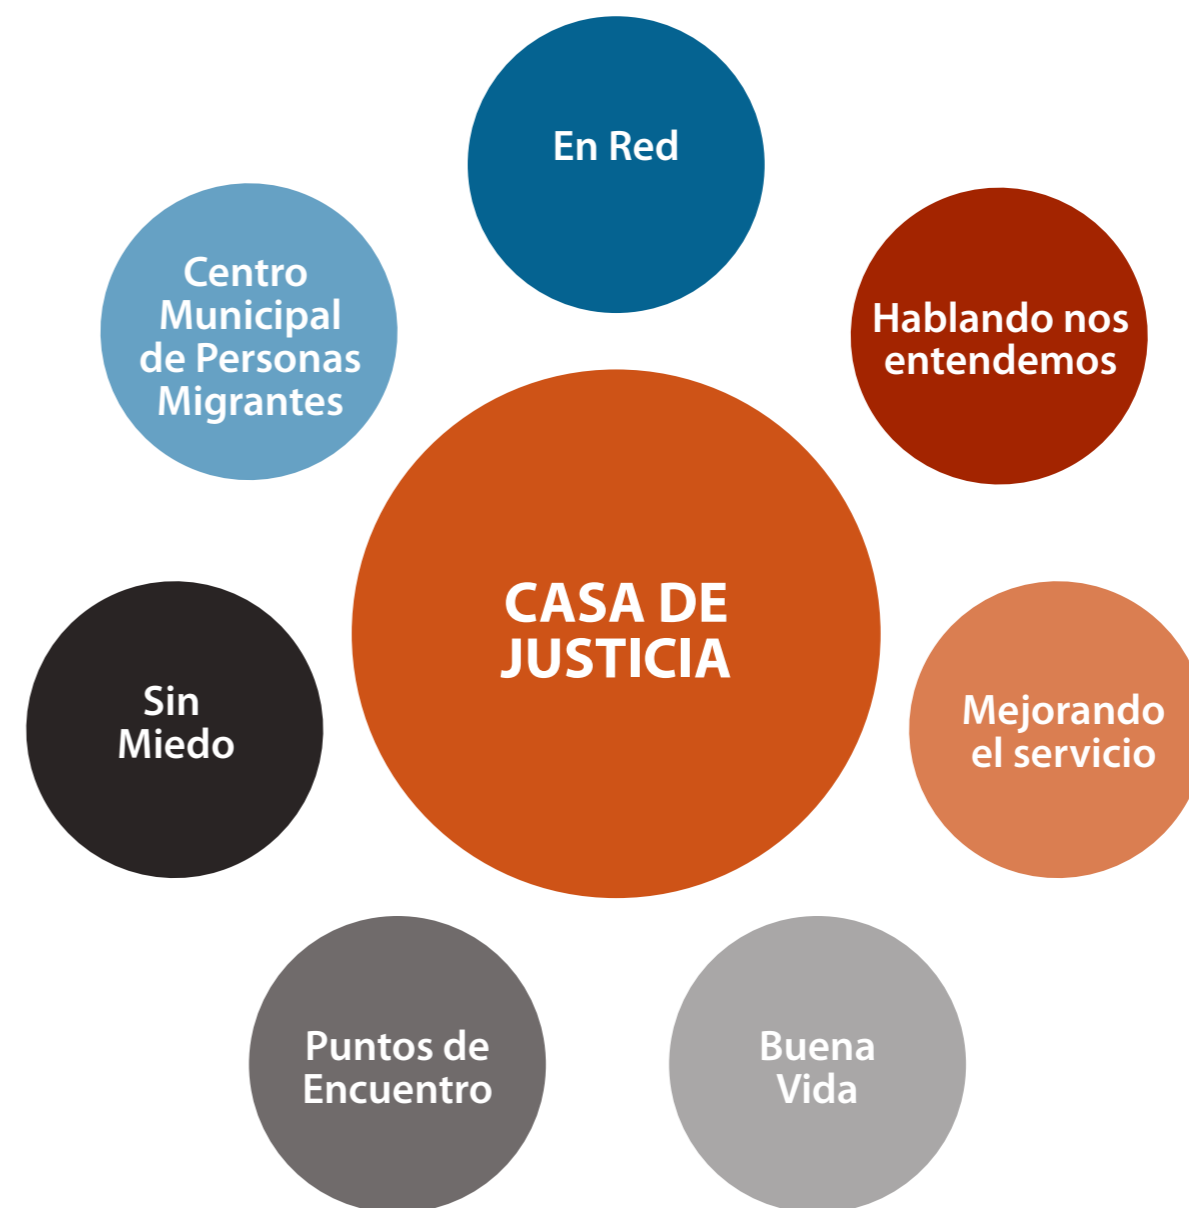 En Red
Hablando nos
entendemos
Centro
Municipal
de Personas
Migrantes
CASA DE
JUSTICIA
Mejorando
el servicio
Sin
Miedo
Puntos de
Encuentro
Buena
Vida